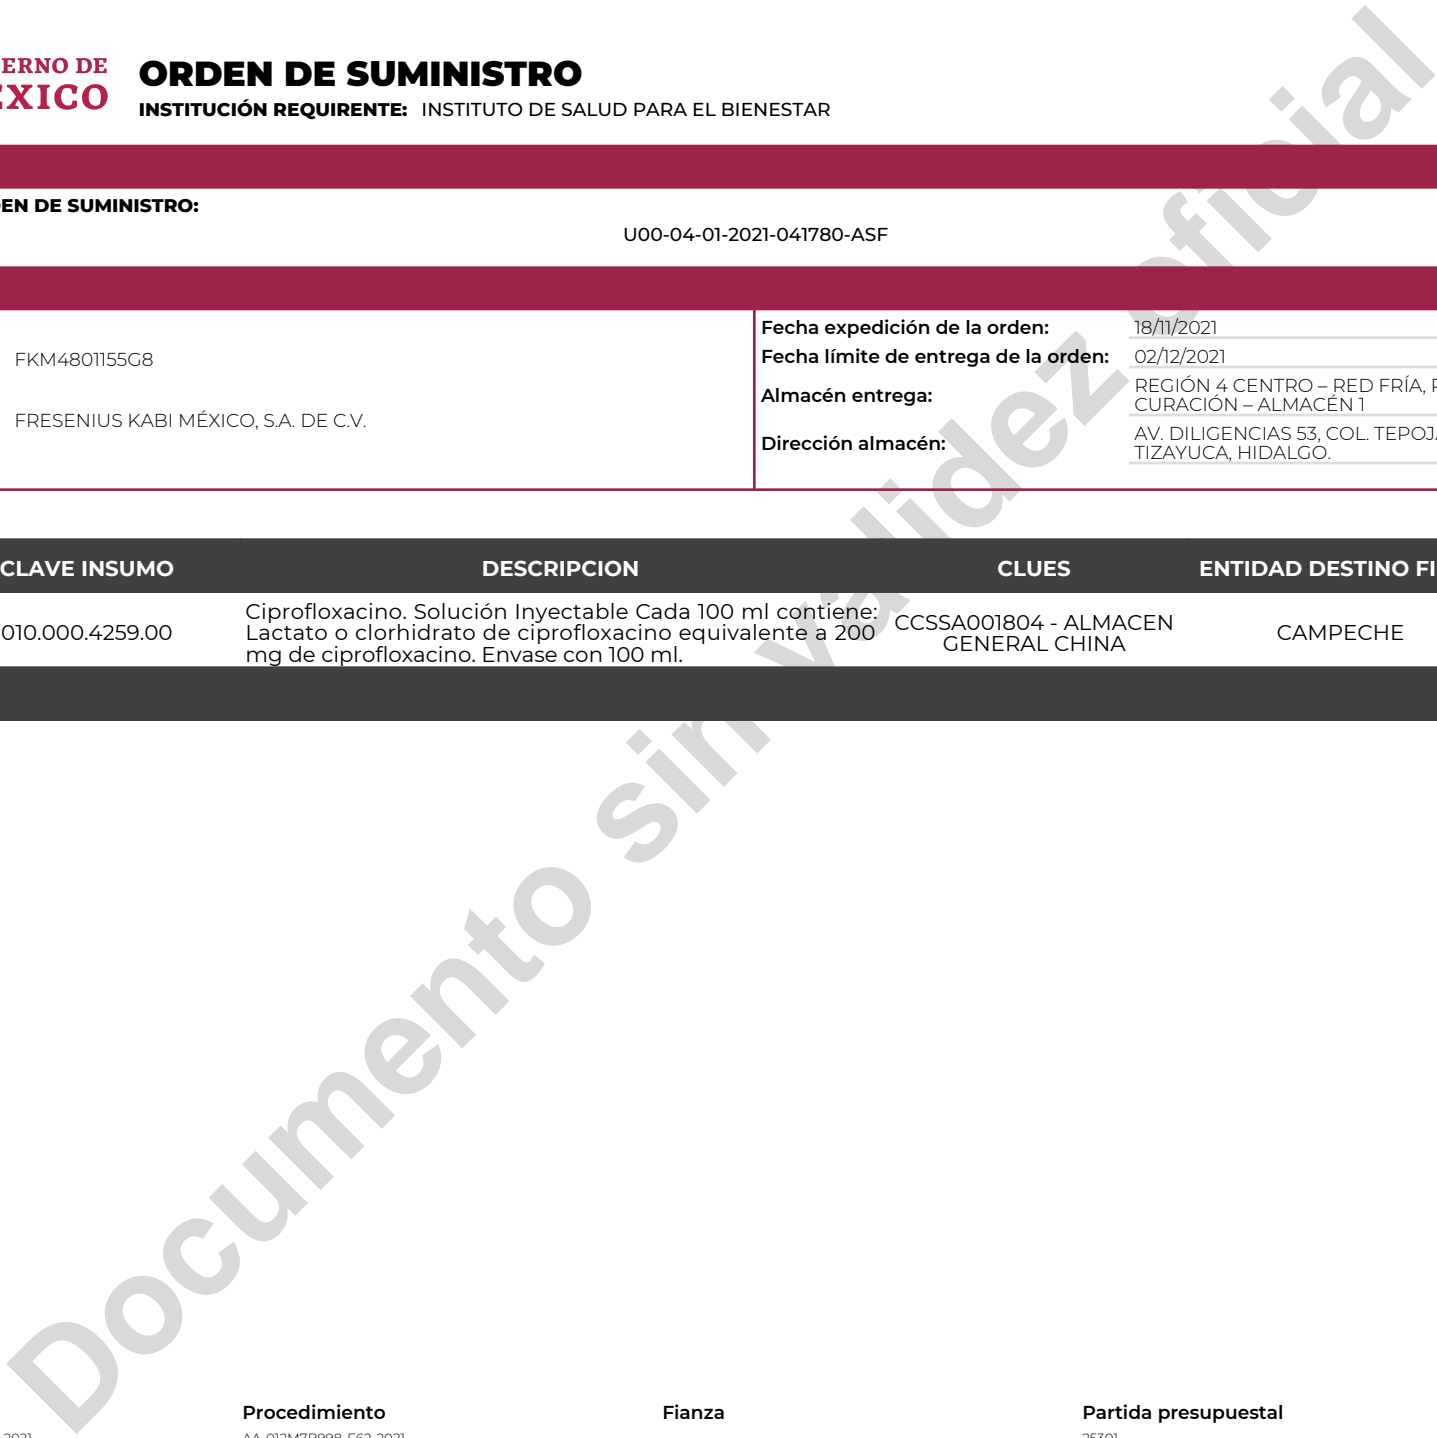 ERNO DE
EXICO
ORDEN DE SUMINISTRO
INSTITUCIÓN REQUIRENTE: INSTITUTO DE SALUD PARA EL BIENESTAR
EN DE SUMINISTRO:
U00-04-01-2021-041780-ASF
FKM4801155G8
FRESENIUS KABI MÉXICO, S.A. DE C.V.
Fecha expedición de la orden: 18/11/2021
Fecha límite de entrega de la orden: 02/12/2021
Almacén entrega: REGIÓN 4 CENTRO – RED FRÍA,
CURACIÓN – ALMACÉN 1
Dirección almacén: AV. DILIGENCIAS 53, COL. TEPOJA
TIZAYUCA, HIDALGO.
CLAVE INSUMO DESCRIPCION CLUES ENTIDAD DESTINO FI
010.000.4259.00
Ciprofloxacino. Solución Inyectable Cada 100 ml contiene:
Lactato o clorhidrato de ciprofloxacino equivalente a 200
mg de ciprofloxacino. Envase con 100 ml.
CCSSA001804 - ALMACEN
GENERAL CHINA
CAMPECHE
Documento sin validez oficial
Procedimiento Fianza Partida presupuestal